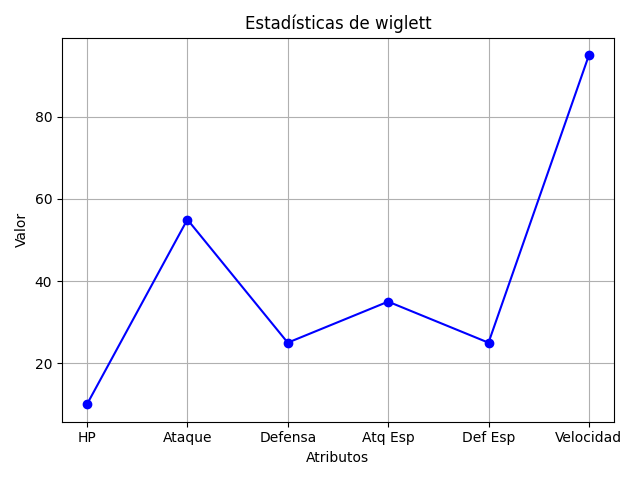 Estadísticas de wiglett
Valor
80
60
40
20
HP Ataque Defensa Atq Esp Def Esp Velocidad
Atributos